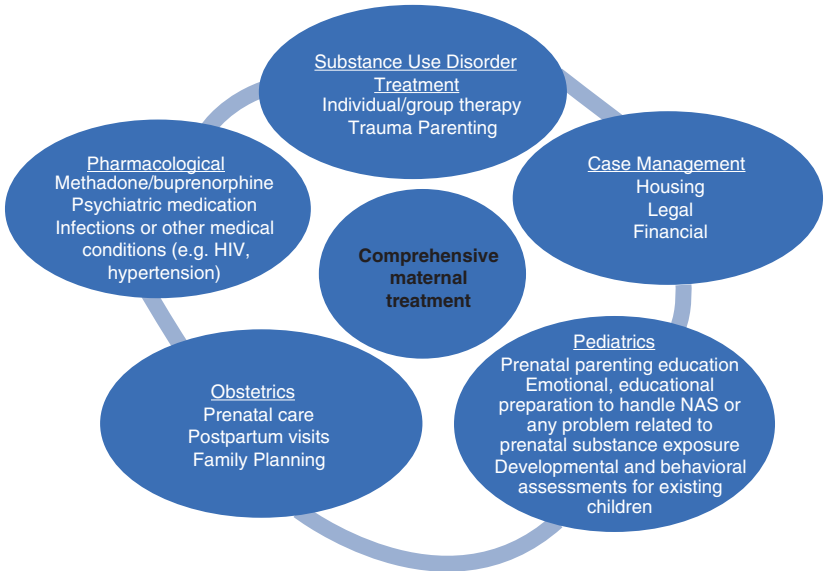 Substance Use Disorder
Treatment
Individual/group therapy
Trauma Parenting
Pharmacological
Methadone/buprenorphine
Psychiatric medication
Infections or other medical
conditions (e.g. HIV,
hypertension)
Case Management
Housing
Legal
Financial
Comprehensive
maternal
treatment
Obstetrics
Prenatal care
Postpartum visits
Family Planning
Pediatrics
Prenatal parenting education
Emotional, educational
preparation to handle NAS or
any problem related to
prenatal substance exposure
Developmental and behavioral
assessments for existing
children